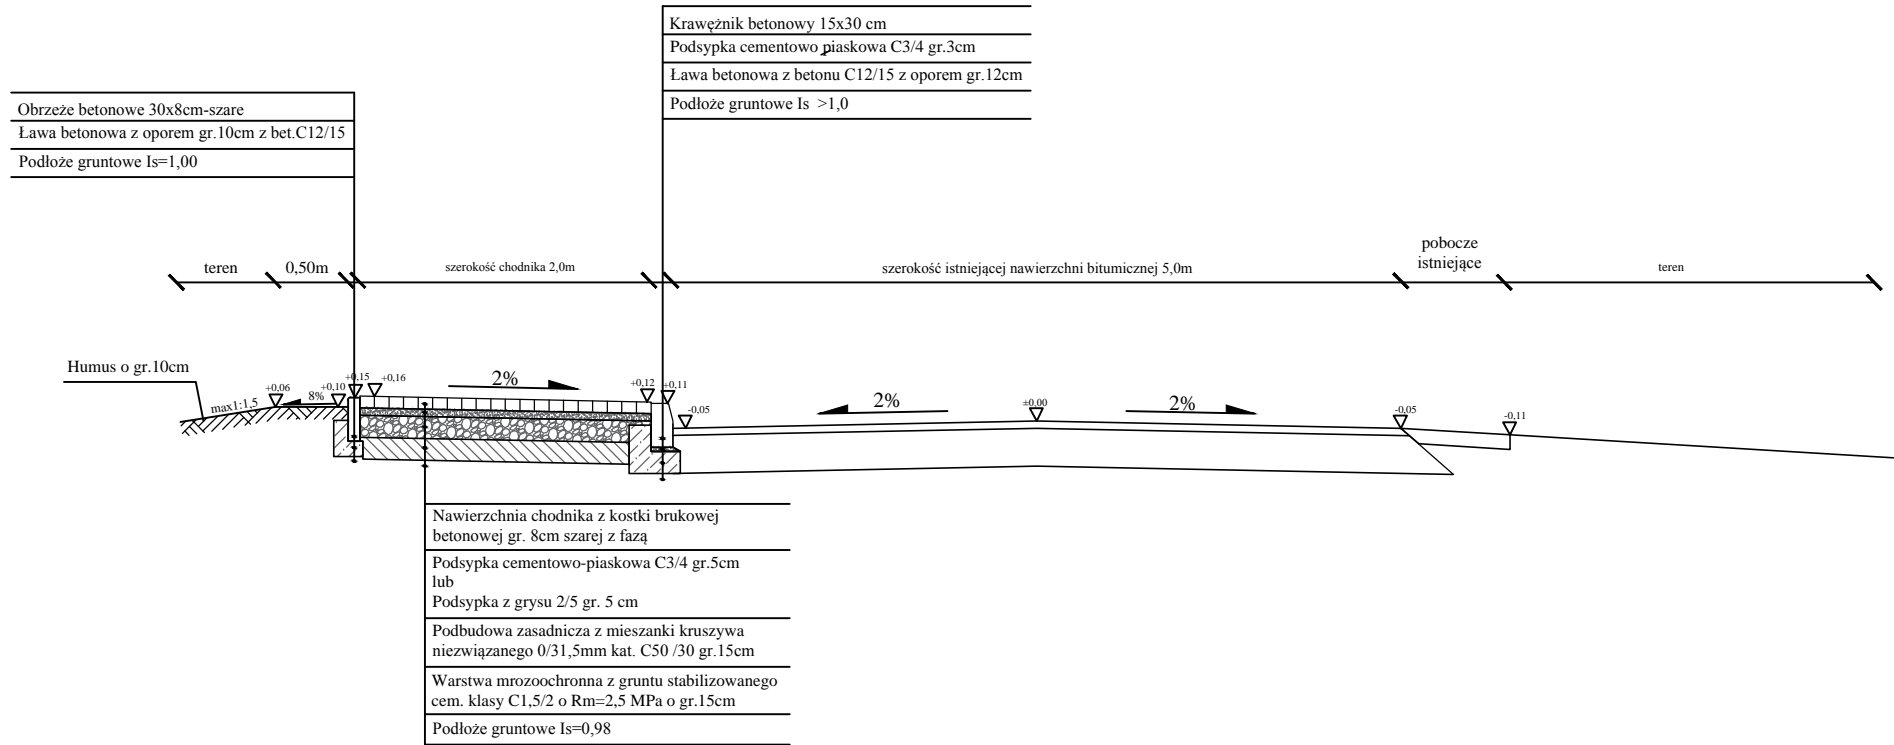 Krawężnik betonowy 15x30 cm
Podsypka cementowo piaskowa C3/4 gr.3cm
Ława betonowa z betonu C12/15 z oporem gr.12cm
Podłoże gruntowe Is >1,0
Obrzeże betonowe 30x8cm-szare
Ława betonowa z oporem gr.10cm z bet.C12/15
Podłoże gruntowe Is=1,00
teren
0,50m
szerokość chodnika 2,0m
szerokość istniejącej nawierzchni bitumicznej 5,0m
pobocze
istniejące
teren
Humus o gr.10cm
max1:1,5
+0,06
8%
+0,10
+0,15
+0,16
2%
+0,12
+0,11
-0,05
2%
±0,00
2%
-0,05
-0,11
Nawierzchnia chodnika z kostki brukowej
betonowej gr. 8cm szarej z fazą
Podsypka cementowo-piaskowa C3/4 gr.5cm
lub
Podsypka z grysu 2/5 gr. 5 cm
Podbudowa zasadnicza z mieszanki kruszywa
niezwiązanego 0/31,5mm kat. C50 /30 gr.15cm
Warstwa mrozoochronna z gruntu stabilizowanego
cem. klasy C1,5/2 o Rm=2,5 MPa o gr.15cm
Podłoże gruntowe Is=0,98